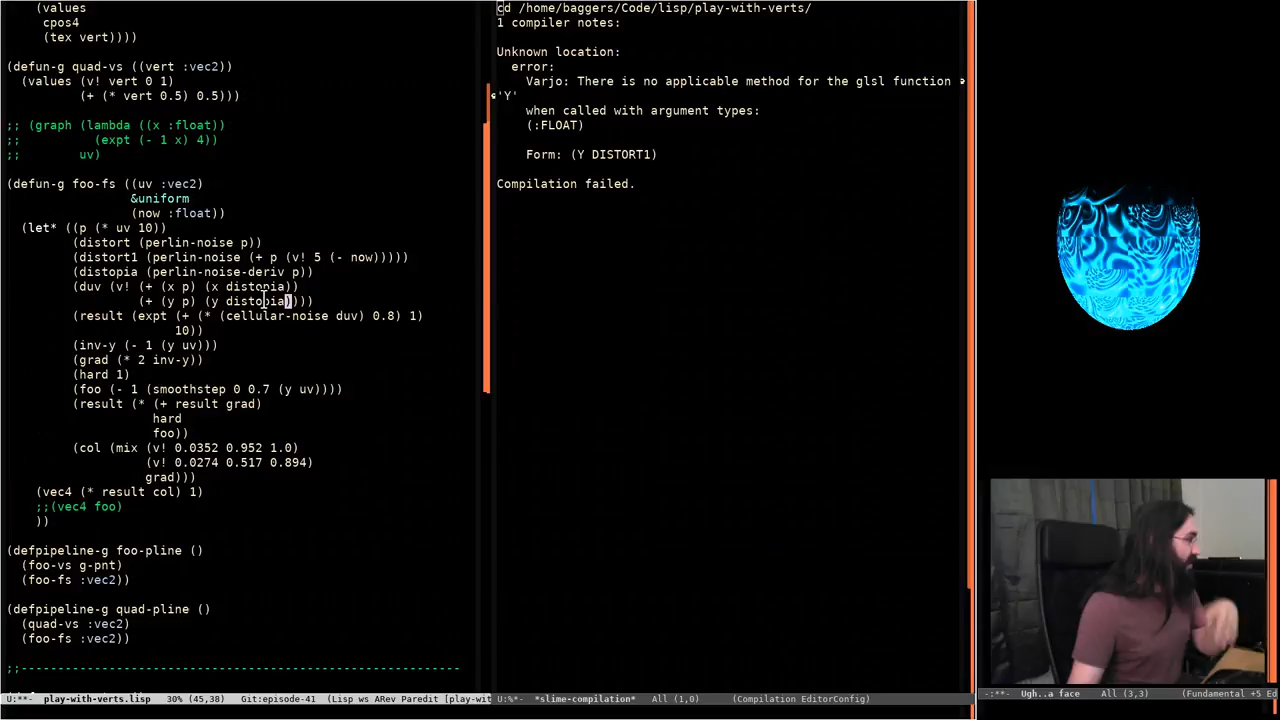 (values
cpos4
(tex vert))))
(defun-g quad-vs ((vert :vec2))
(values (v! vert 0 1)
(+ (* vert 0.5) 0.5)))
;; (graph (lambda ((x :float))
;; (expt (- 1 x) 4))
;; uv)
(defun-g foo-fs ((uv :vec2)
&uniform
(now :float))
(let* ((p (* uv 10))
(distort (perlin-noise p))
(distort1 (perlin-noise (+ p (v! 5 (- now)))))
(distopia (perlin-noise-deriv p))
(duv (v! (+ (x p) (x distopia))
(+ (y p) (y distopia))))
(result (expt (+ (* (cellular-noise duv) 0.8) 1)
10))
(inv-y (- 1 (y uv)))
(grad (* 2 inv-y))
(hard 1)
(foo (- 1 (smoothstep 0 0.7 (y uv))))
(result (* (+ result grad)
hard
foo))
(col (mix (v! 0.0352 0.952 1.0)
(v! 0.0274 0.517 0.894)
grad)))
(vec4 (* result col) 1)
;;(vec4 foo)
))
(defpipeline-g foo-pline ()
(foo-vs g-pnt)
(foo-fs :vec2))
(defpipeline-g quad-pline ()
(quad-vs :vec2)
(foo-fs :vec2))
;;------------------------------------------------------------
U:**- play-with-verts.lisp 30% (45,38) Git:episode-41 (Lisp ws ARev Paredit [play-wit
cd /home/baggers/Code/lisp/play-with-verts/
1 compiler notes:
Unknown location:
error:
Varjo: There is no applicable method for the glsl function
'Y'
when called with argument types:
(:FLOAT)
Form: (Y DISTORT1)
Compilation failed.
U:%*- *slime-compilation* All (1,0) (Compilation EditorConfig)
-:**- Ugh..a face All (3,3) (Fundamental +5 Ed